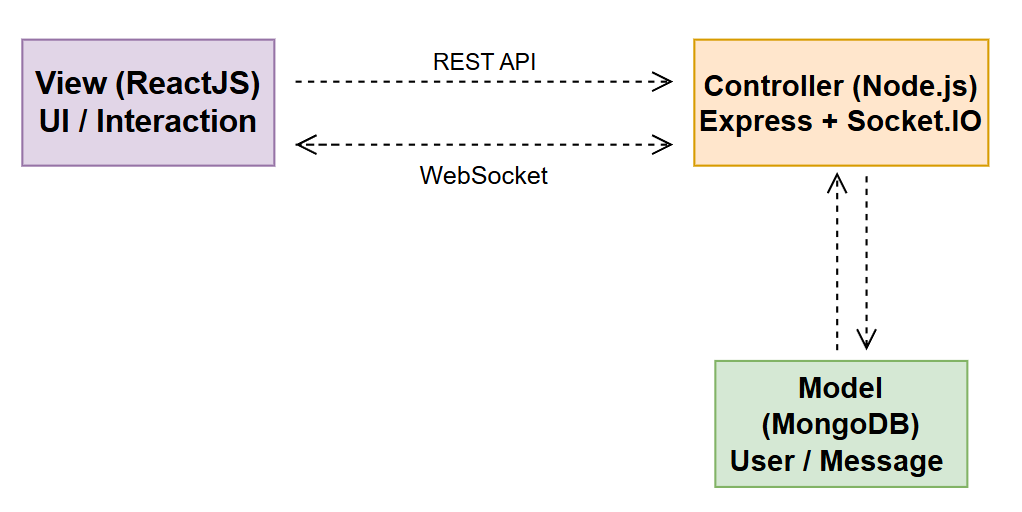 View (ReactJS)
UI / Interaction
REST API
WebSocket
Controller (Node.js)
Express + Socket.IO
Model
(MongoDB)
User / Message